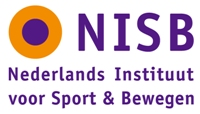 NISB
Nederlands Instituut
voor Sport & Bewegen